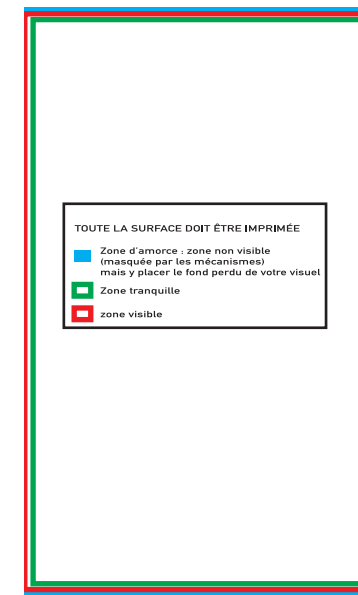 TOUTE LA SURFACE DOIT ÊTRE IMPRIMÉE
Zone d'amorce : zone non visible
(masquée par les mécanismes)
mais y placer le fond perdu de votre visuel
Zone tranquille
zone visible